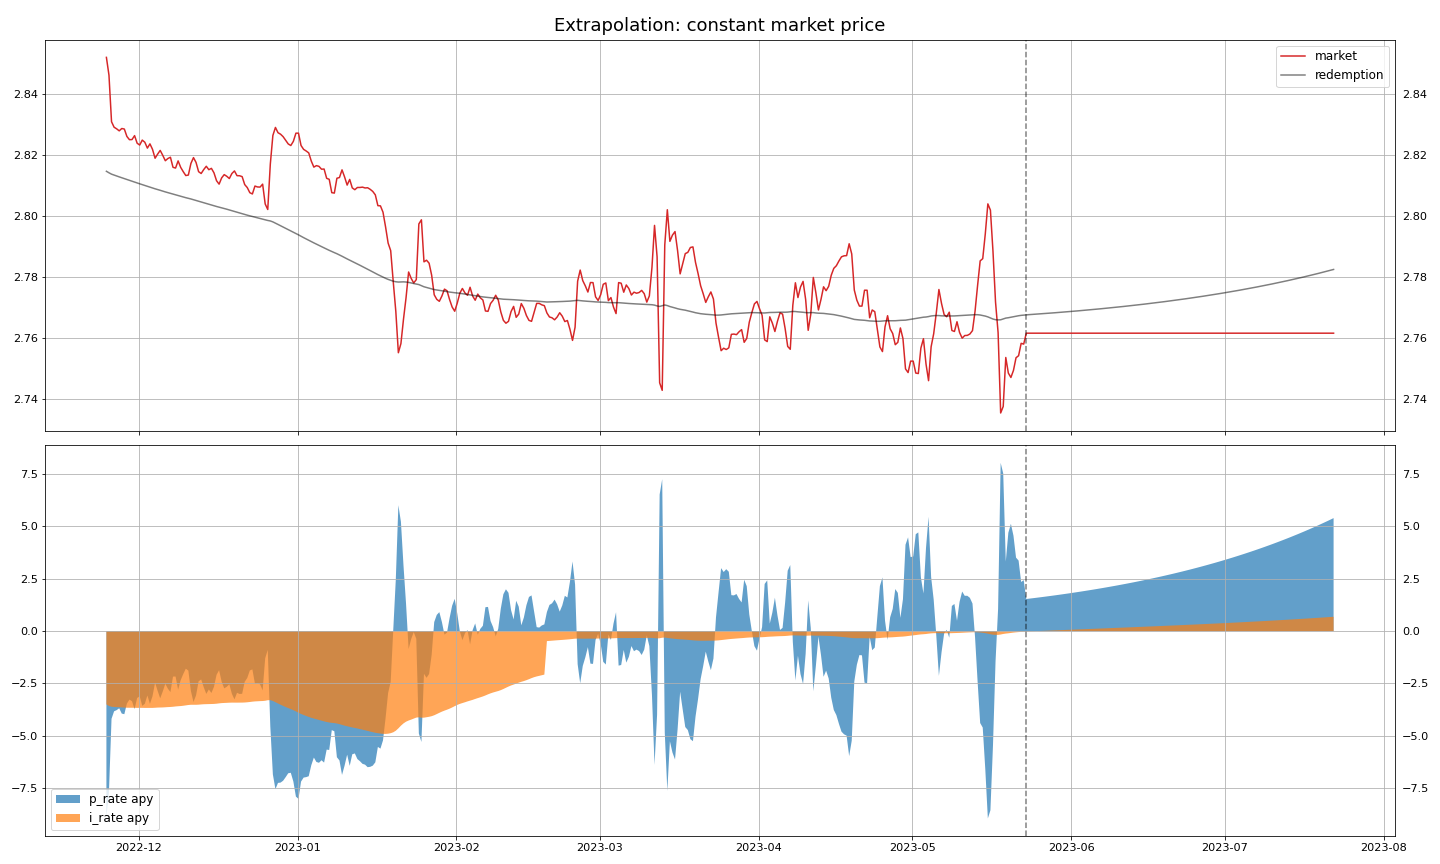 Extrapolation: constant market price
market
redemption
2.84 2.84
2.82 2.82
2.80 2.80
2.78 2.78
2.76 2.76
2.74 2.74
7.5 7.5
5.0 5.0
2.5 2.5
0.0 0.0
−2.5 −2.5
−5.0 −5.0
−7.5 −7.5
p_rate apy
i_rate apy
2022-12 2023-01 2023-02 2023-03 2023-04 2023-05 2023-06 2023-07 2023-08